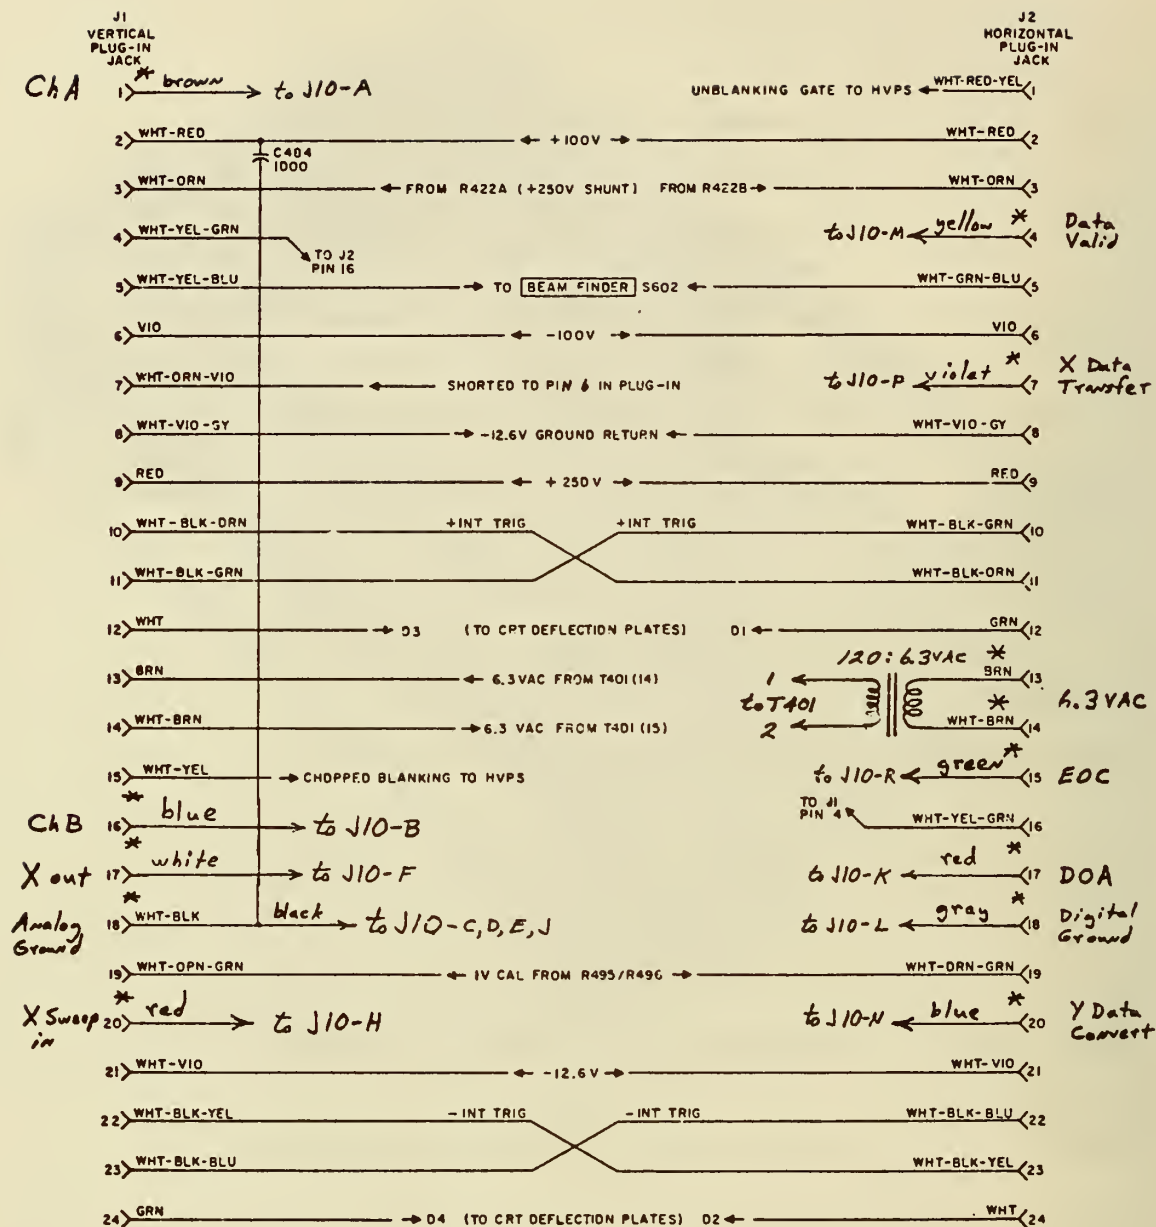 J1
VERTICAL
PLUG-IN
JACK
J2
HORIZONTAL
PLUG-IN
JACK
Ch A 1 * brown to J10-A UNBLANKING GATE TO HVPS WHT-RED-YEL 1
2 WHT-RED +100V WHT-RED 2
C484
1000
3 WHT-ORN FROM R422A (+250V SHUNT) FROM R422B WHT-ORN 3
4 WHT-YEL-GRN to J10-M yellow * 4 Data
Valid
TO J2
PIN 16
5 WHT-YEL-BLU TO BEAM FINDER S602 WHT-GRN-BLU 5
6 VIO -100V VIO 6
7 WHT-ORN-VIO SHORTED TO PIN 6 IN PLUG-IN to J10-P violet * 7 X Data
Transfer
8 WHT-VIO-GY -12.6V GROUND RETURN WHT-VIO-GY 8
9 RED +250V RED 9
10 WHT-BLK-ORN +INT TRIG +INT TRIG WHT-BLK-GRN 10
11 WHT-BLK-GRN WHT-BLK-ORN 11
12 WHT D3 (TO CRT DEFLECTION PLATES) D1 GRN 12
120:6.3VAC *
13 BRN 6.3VAC FROM T401(14) 1 BRN 13
to T401 * 6.3 VAC
14 WHT-BRN 6.3 VAC FROM T401(15) 2 WHT-BRN 14
15 WHT-YEL CHOPPED BLANKING TO HVPS to J10-R green * 15 EOC
TO J1
PIN 4
Ch B 16 * blue to J10-B WHT-YEL-GRN 16
X out 17 * white to J10-F to J10-K red * 17 DOA
Analog
Ground 18 * WHT-BLK black to J10-C,D,E,J to J10-L gray * 18 Digital
Ground
19 WHT-OPN-GRN 1V CAL FROM R495/R496 WHT-ORN-GRN 19
X Sweep
in 20 * red to J10-H to J10-N blue * 20 Y Data
Convert
21 WHT-VIO -12.6V WHT-VIO 21
22 WHT-BLK-YEL -INT TRIG -INT TRIG WHT-BLK-BLU 22
23 WHT-BLK-BLU WHT-BLK-YEL 23
24 GRN D4 (TO CRT DEFLECTION PLATES) D2 WHT 24